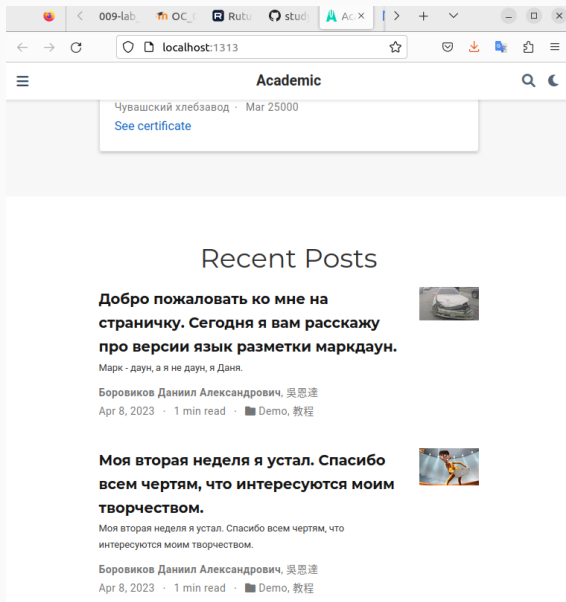 009-lab_
OC_
Rutu
stud
Ac
localhost:1313
Academic
Чувашский хлебзавод · Mar 25000
See certificate
Recent Posts
Добро пожаловать ко мне на
страничку. Сегодня я вам расскажу
про версии язык разметки маркдаун.
Марк - даун, а я не даун, я Даня.
Боровиков Даниил Александрович, 吳恩達
Apr 8, 2023 · 1 min read · Demo, 教程
Моя вторая неделя я устал. Спасибо
всем чертям, что интересуются моим
творчеством.
Моя вторая неделя я устал. Спасибо всем чертям, что
интересуются моим творчеством.
Боровиков Даниил Александрович, 吳恩達
Apr 8, 2023 · 1 min read · Demo, 教程